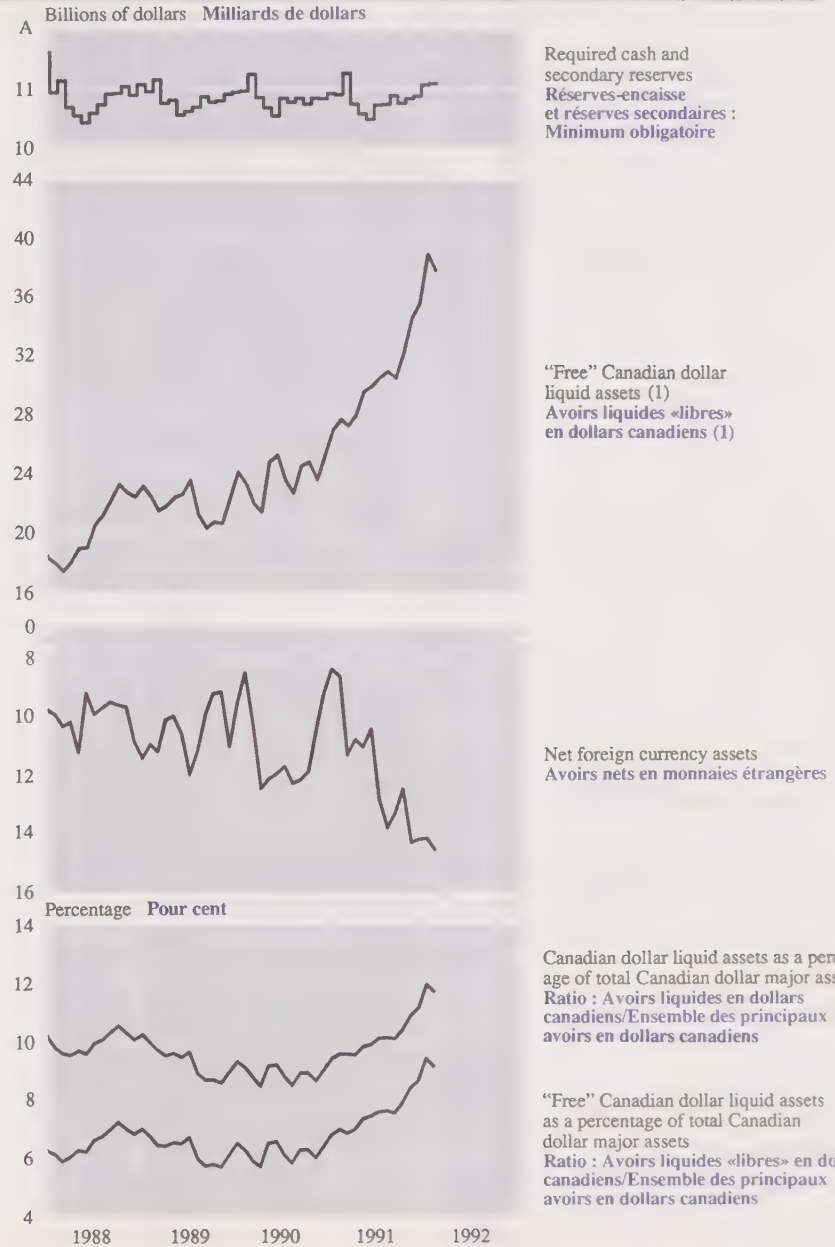 Billions of dollars Milliards de dollars
A
11
10
Required cash and
secondary reserves
Réserves-encaisse
et réserves secondaires :
Minimum obligatoire
44
40
36
32
28
24
20
16
"Free" Canadian dollar
liquid assets (1)
Avoirs liquides «libres»
en dollars canadiens (1)
0
8
10
12
14
16
Net foreign currency assets
Avoirs nets en monnaies étrangères
Percentage Pour cent
14
12
10
8
6
4
Canadian dollar liquid assets as a
age of total Canadian dollar major
Ratio : Avoirs liquides en dollars
canadiens/Ensemble des principaux
avoirs en dollars canadiens
"Free" Canadian dollar liquid assets
as a percentage of total Canadian
dollar major assets
Ratio : Avoirs liquides «libres» en
canadiens/Ensemble des principaux
avoirs en dollars canadiens
1988 1989 1990 1991 1992